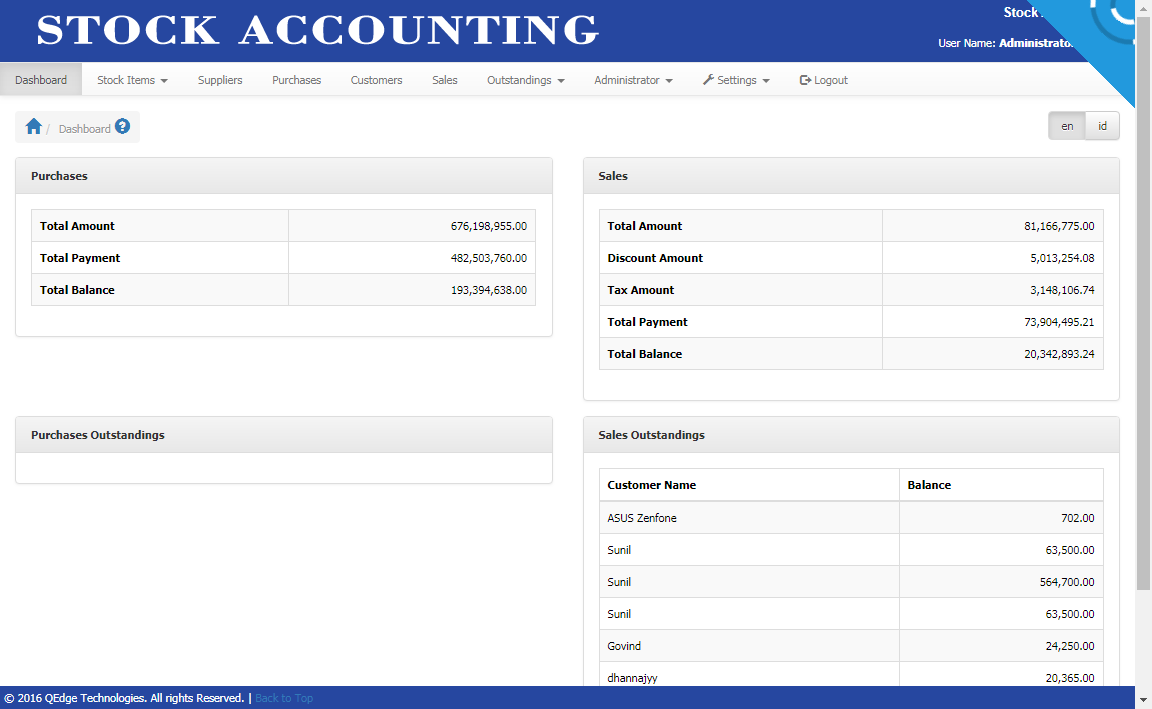 STOCK ACCOUNTING
Stock
User Name: Administrator
Dashboard Stock Items Suppliers Purchases Customers Sales Outstandings Administrator Settings Logout
/ Dashboard ?
en id
Purchases
Total Amount 676,198,955.00
Total Payment 482,503,760.00
Total Balance 193,394,638.00
Sales
Total Amount 81,166,775.00
Discount Amount 5,013,254.08
Tax Amount 3,148,106.74
Total Payment 73,904,495.21
Total Balance 20,342,893.24
Purchases Outstandings
Sales Outstandings
Customer Name Balance
ASUS Zenfone 702.00
Sunil 63,500.00
Sunil 564,700.00
Sunil 63,500.00
Govind 24,250.00
dhannajyy 20,365.00
© 2016 QEdge Technologies. All rights Reserved. | Back to Top